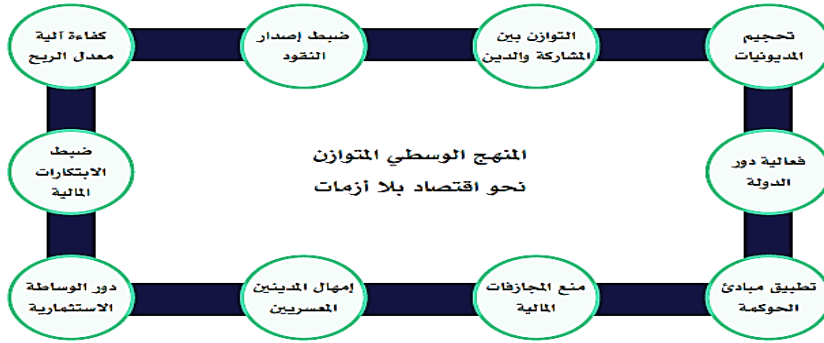 تحجيم
المديونيات
التوازن بين
المشاركة والدين
ضبط إصدار
النقود
كفاءة آلية
معدل الربح
فعالية دور
الدولة
المنهج الوسطي المتوازن
نحو اقتصاد بلا أزمات
ضبط
الابتكارات
المالية
تطبيق مبادئ
الحوكمة
منع المجازفات
المالية
إمهال المدينين
المعسريين
دور الوساطة
الاستثمارية